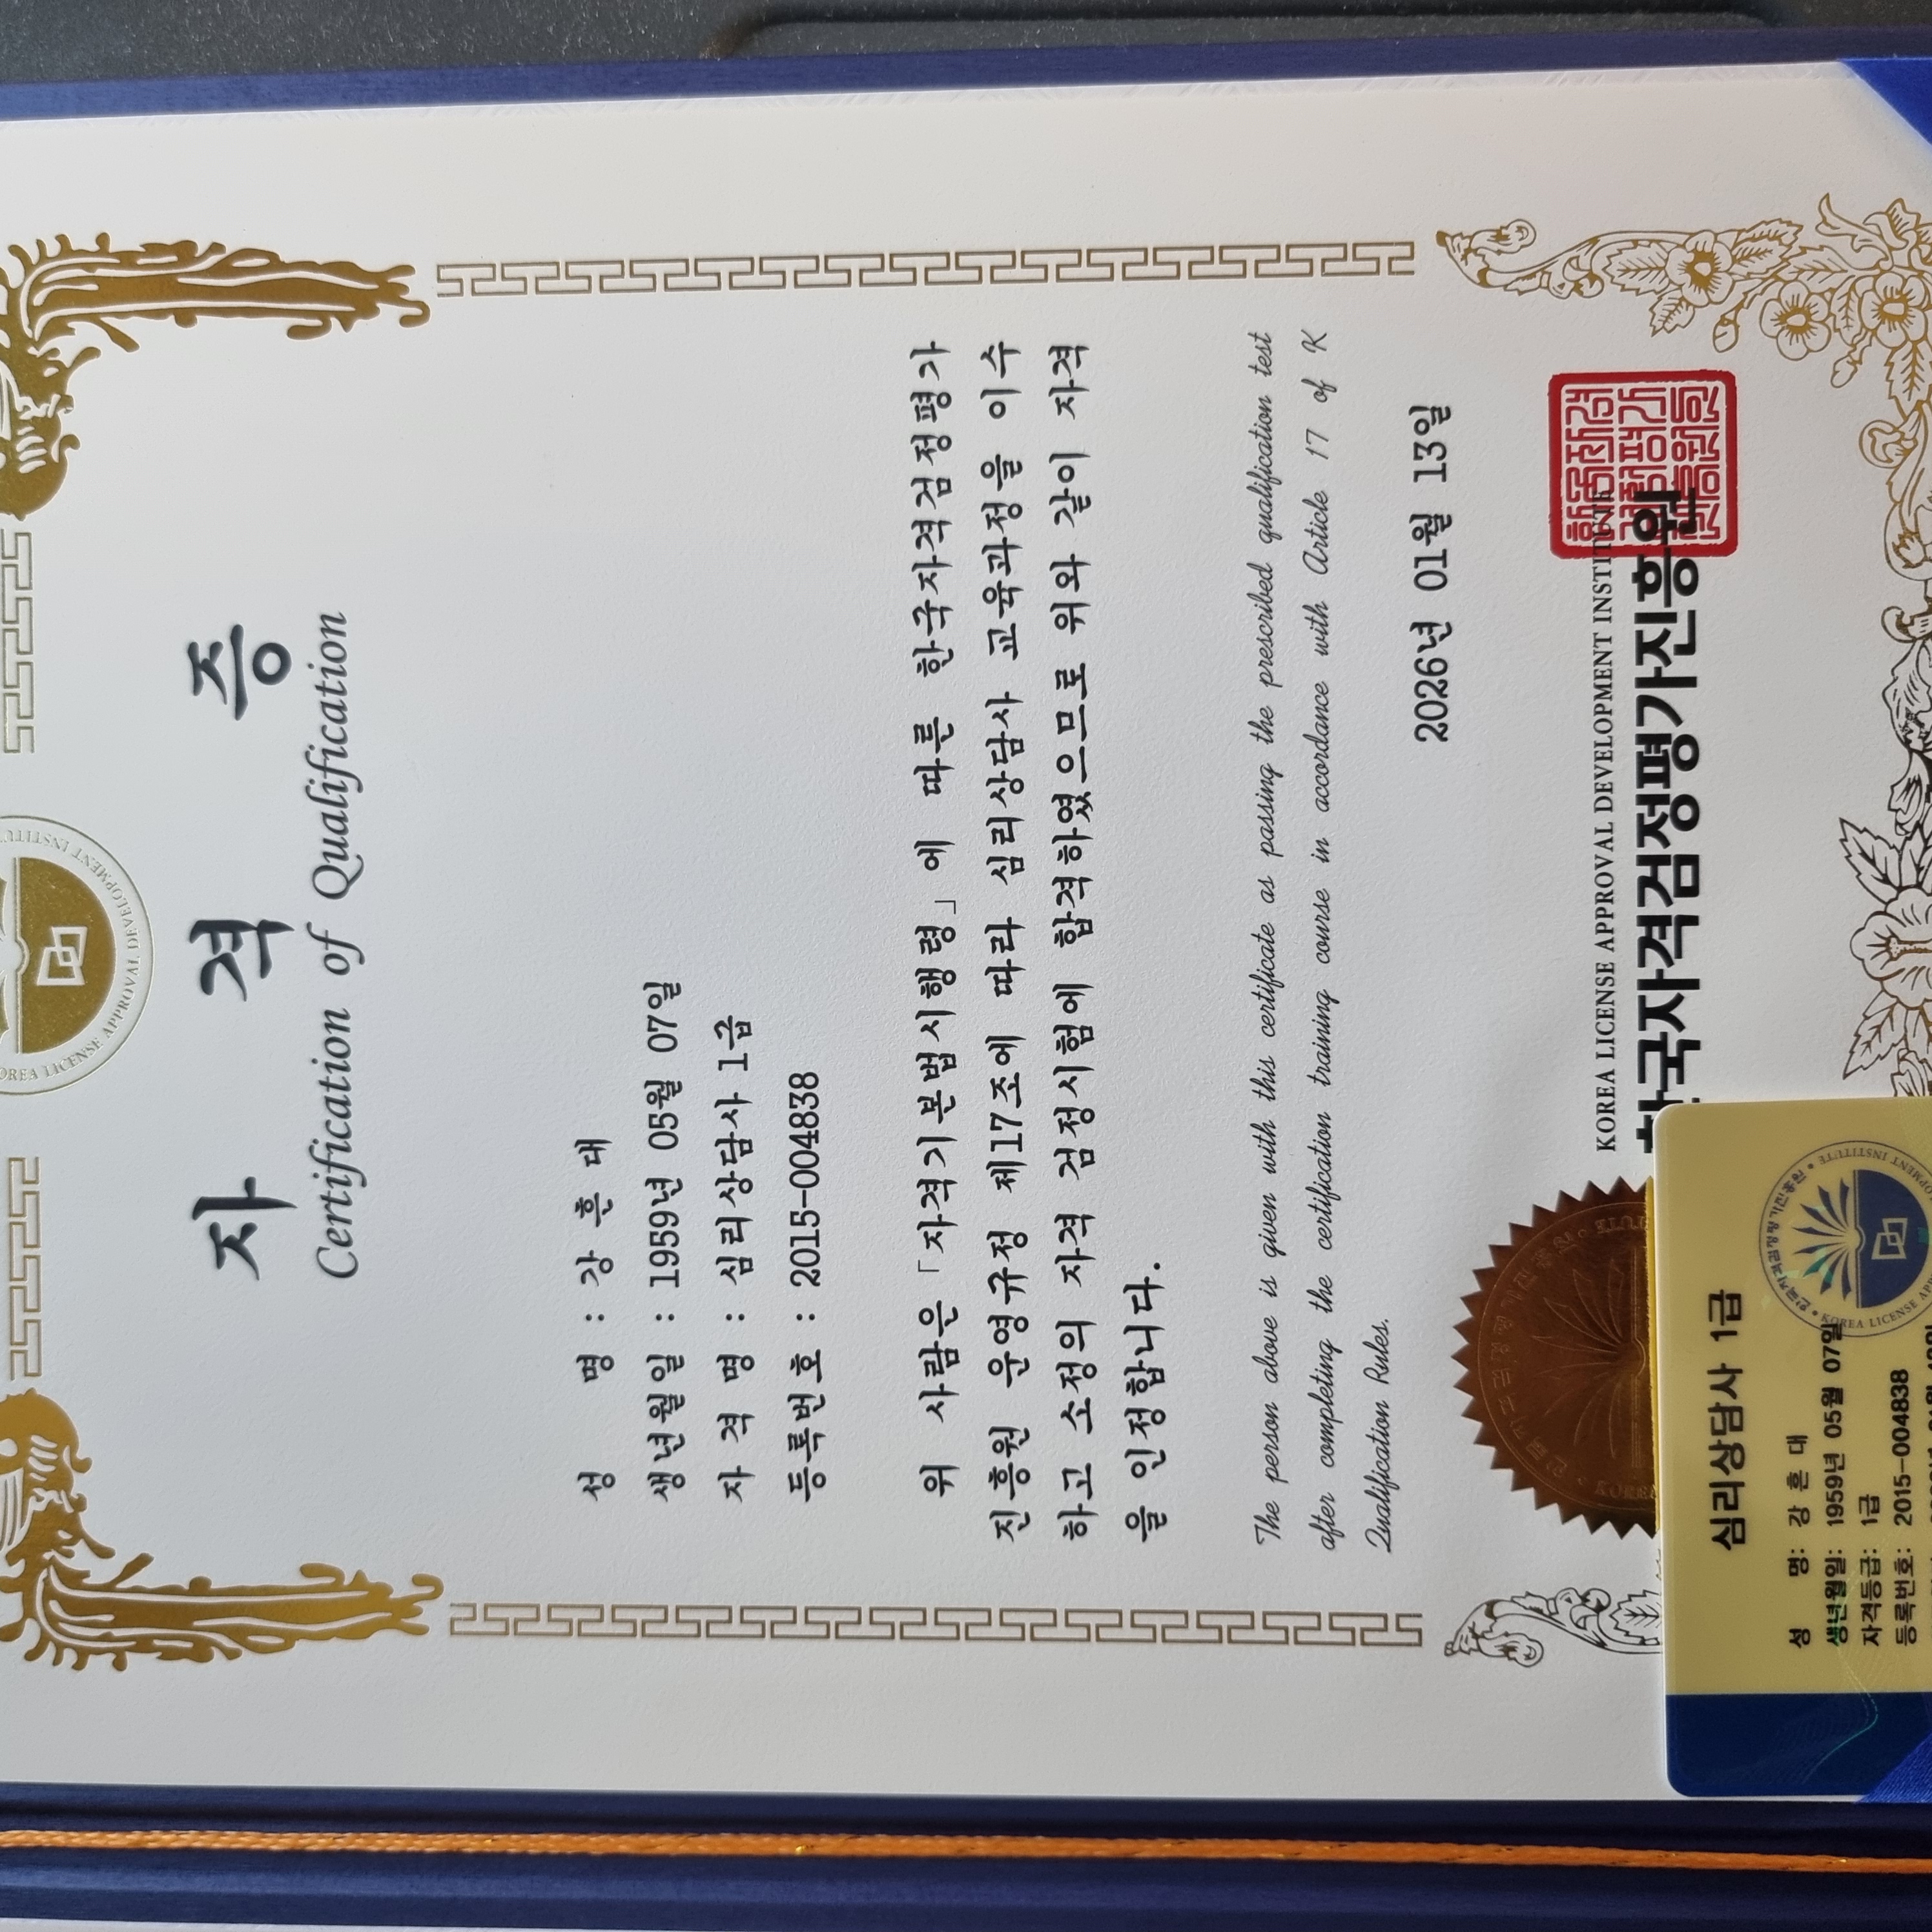 KOREA LICENSE APPROVAL DEVELOPMENT
자 격 증
Certification of Qualification
성 명 : 강 흔 대
생년월일 : 1959년 05월 07일
자 격 명 : 심리상담사 1급
등록번호 : 2015-004838
위 사람은 「자격기본법시행령」에 따른 한국자격검정평가
진흥원 운영규정 제17조에 따라 심리상담사 교육과정을 이수
하고 소정의 자격 검정시험에 합격하였으므로 위와 같이 자격
을 인정합니다.
The person above is given with this certificate as passing the prescribed qualification test
after completing the certification training course in accordance with Article 17 of K
Qualification Rules.
2026년 01월 13일
KOREA LICENSE APPROVAL DEVELOPMENT INSTITUTE
한국자격검정평가진흥원
심리상담사 1급
성 명: 강 흔 대
생년월일: 1959년 05월 07일
자격등급: 1급
등록번호: 2015-004838